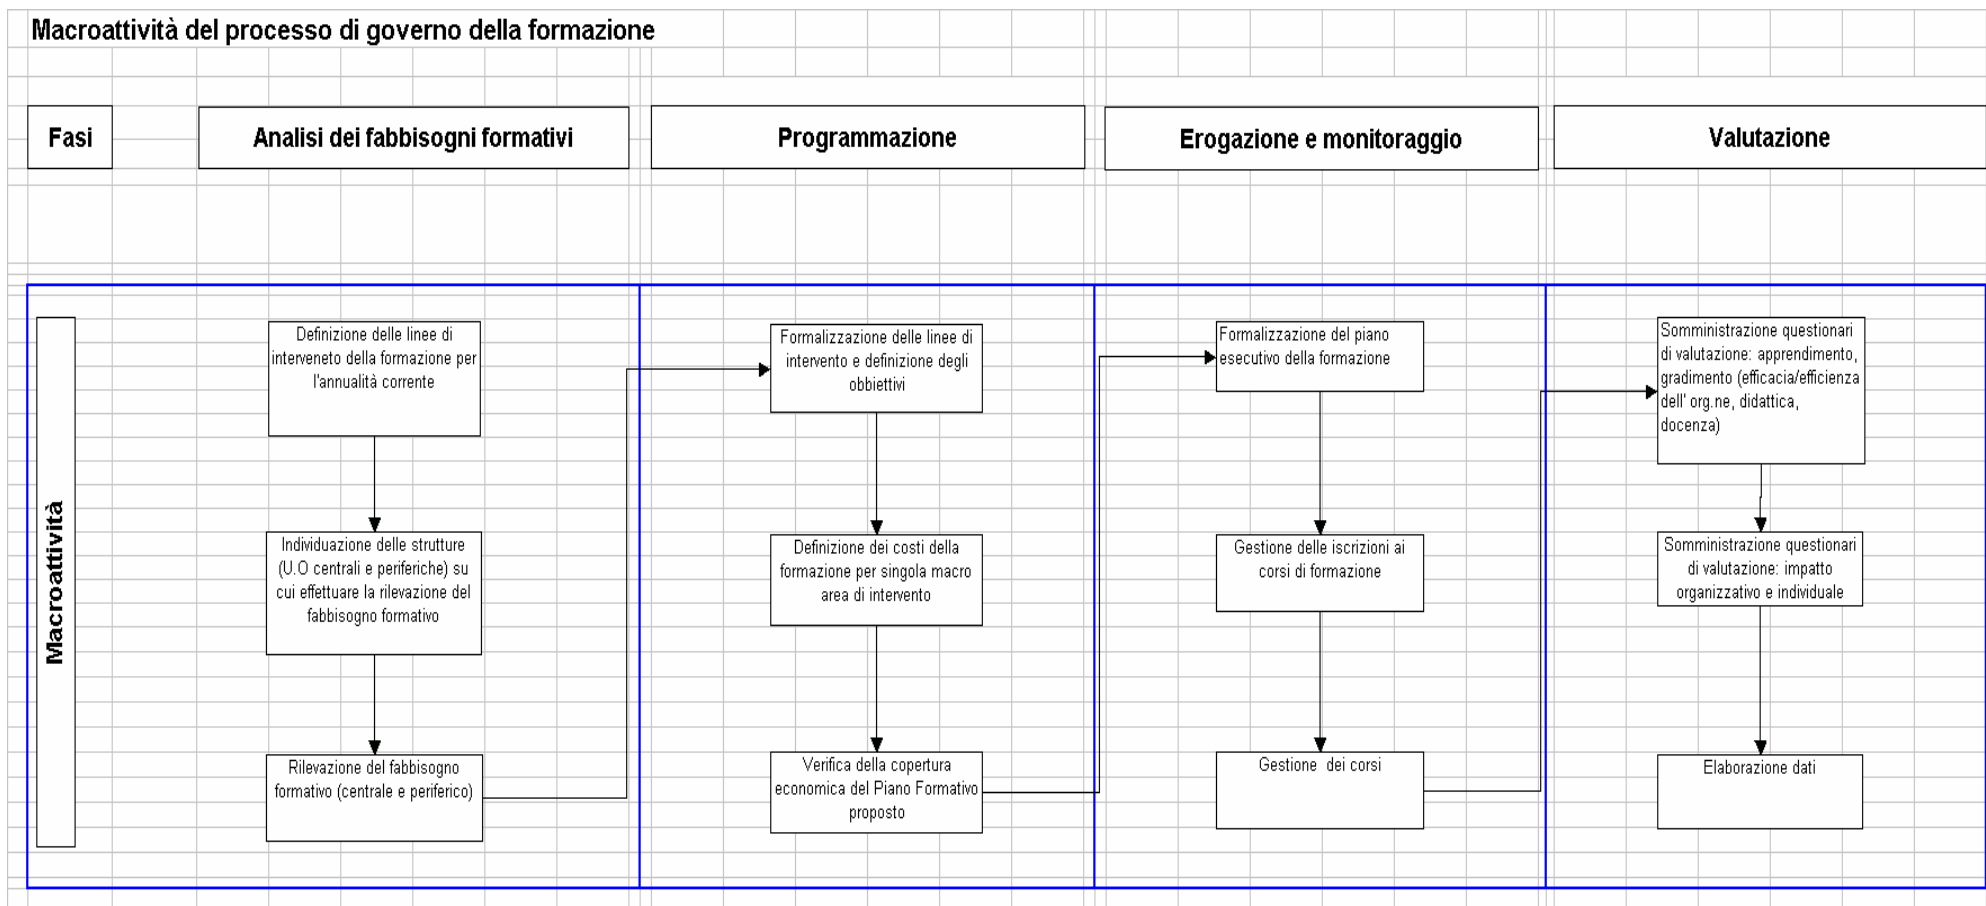 Macroattività del processo di governo della formazione
Fasi
Analisi dei fabbisogni formativi
Programmazione
Erogazione e monitoraggio
Valutazione
Macroattività
Definizione delle linee di
interveneto della formazione per
l'annualità corrente
Individuazione delle strutture
(U.O centrali e periferiche) su
cui effettuare la rilevazione del
fabbisogno formativo
Rilevazione del fabbisogno
formativo (centrale e periferico)
Formalizzazione delle linee di
intervento e definizione degli
obbiettivi
Definizione dei costi della
formazione per singola macro
area di intervento
Verifica della copertura
economica del Piano Formativo
proposto
Formalizzazione del piano
esecutivo della formazione
Gestione delle iscrizioni ai
corsi di formazione
Gestione dei corsi
Somministrazione questionari
di valutazione: apprendimento,
gradimento (efficacia/efficienza
dell' org.ne, didattica,
docenza)
Somministrazione questionari
di valutazione: impatto
organizzativo e individuale
Elaborazione dati